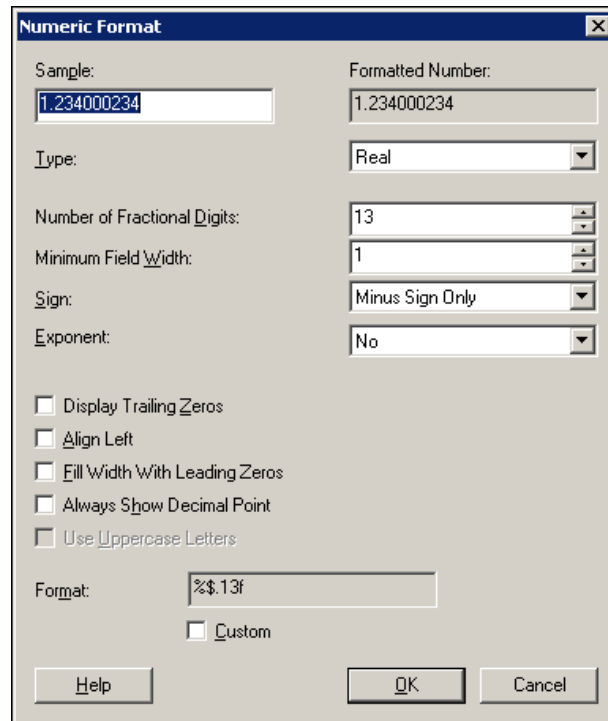 Numeric Format
Sample:
Formatted Number:
1.234000234
1.234000234
Type:
Real
Number of Fractional Digits:
13
Minimum Field Width:
1
Sign:
Minus Sign Only
Exponent:
No
Display Trailing Zeros
Align Left
Fill Width With Leading Zeros
Always Show Decimal Point
Use Uppercase Letters
Format:
%$.13f
Custom
Help
OK
Cancel